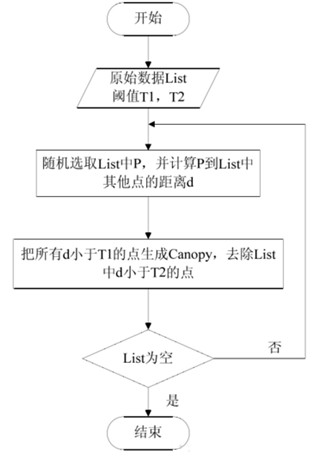 开始
原始数据List
阈值T1，T2
随机选取List中P，并计算P到List中
其他点的距离d
把所有d小于T1的点生成Canopy，去除List
中d小于T2的点
List为空
否
是
结束